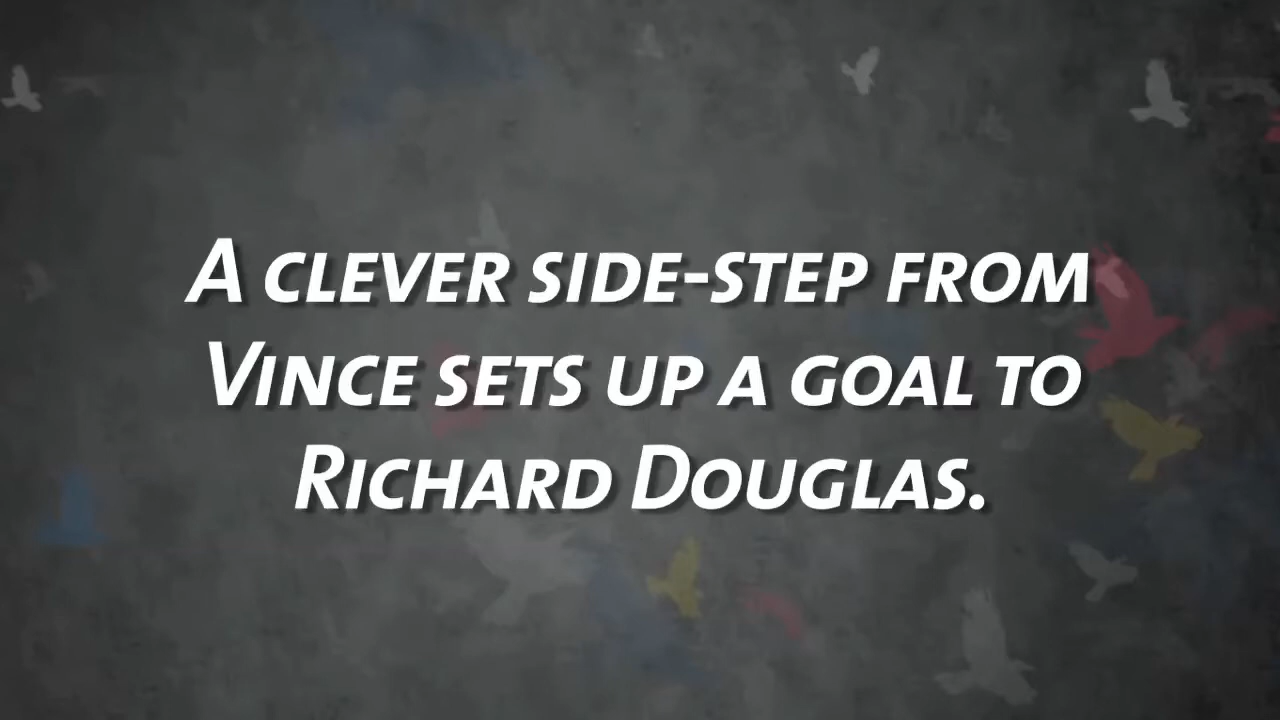 A clever side-step from
Vince sets up a goal to
Richard Douglas.